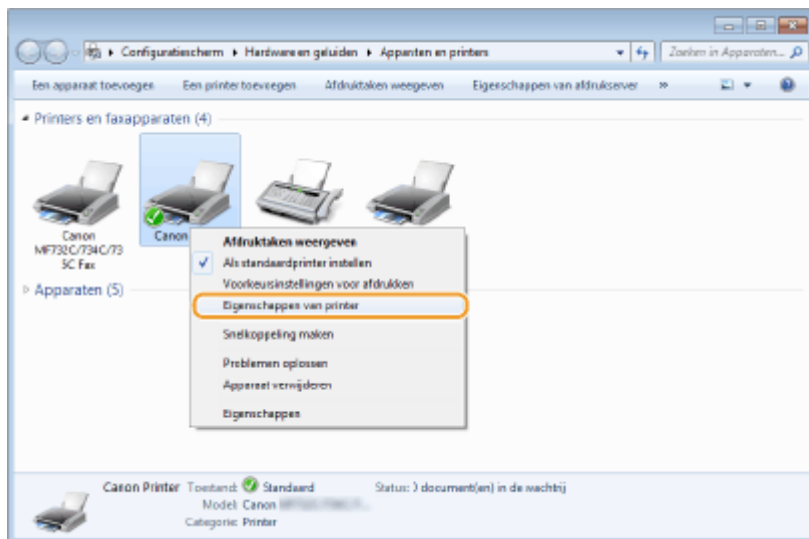 Configuratiescherm ▸ Hardware en geluiden ▸ Apparaten en printers
Zoeken in Apparaten...
Een apparaat toevoegen Een printer toevoegen Afdruktaken weergeven Eigenschappen van afdrukserver »
Printers en faxapparaten (4)
Canon
MF732C/734C/73
5C Fax
Canon
Afdruktaken weergeven
Als standaardprinter instellen
Voorkeursinstellingen voor afdrukken
Eigenschappen van printer
Snelkoppeling maken
Problemen oplossen
Apparaat verwijderen
Eigenschappen
Apparaten (5)
Canon Printer Toestand: Standaard Status: 0 document(en) in de wachtrij
Model: Canon
Categorie: Printer